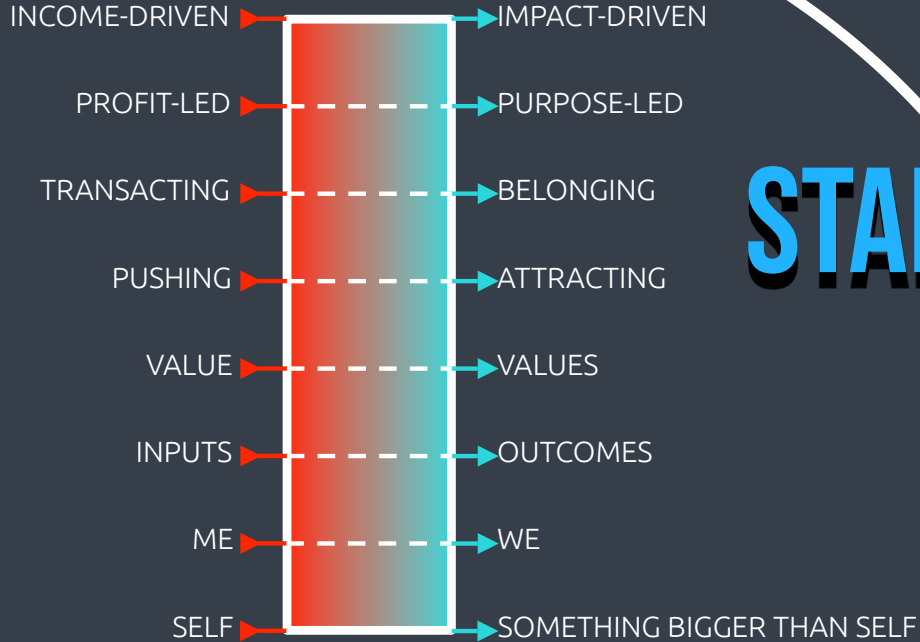 INCOME-DRIVEN IMPACT-DRIVEN
PROFIT-LED PURPOSE-LED
TRANSACTING BELONGING
PUSHING ATTRACTING
VALUE VALUES
INPUTS OUTCOMES
ME WE
SELF SOMETHING BIGGER THAN SELF